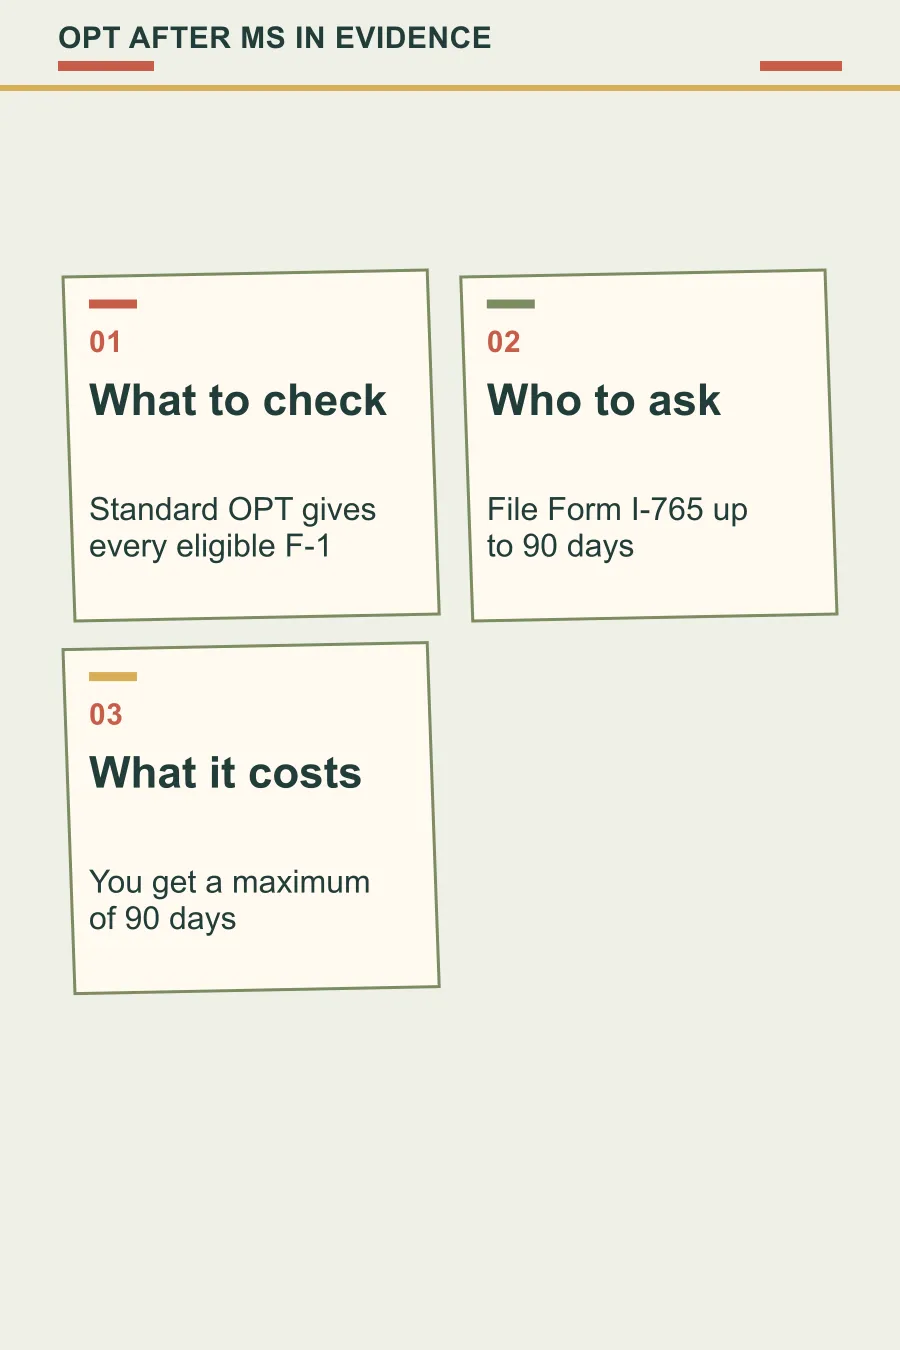 OPT AFTER MS IN EVIDENCE
01
What to check
Standard OPT gives
every eligible F-1
02
Who to ask
File Form I-765 up
to 90 days
03
What it costs
You get a maximum
of 90 days